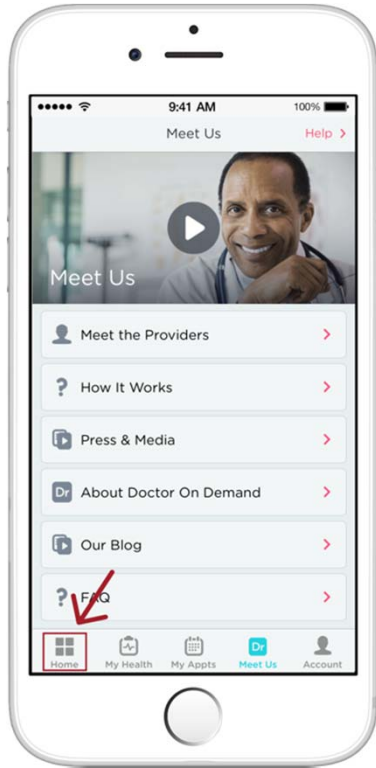 9:41 AM 100%
Meet Us Help >
Meet Us
Meet the Providers >
? How It Works >
Press & Media >
Dr About Doctor On Demand >
Our Blog >
? FAQ >
Dr
Home My Health My Appts Meet Us Account